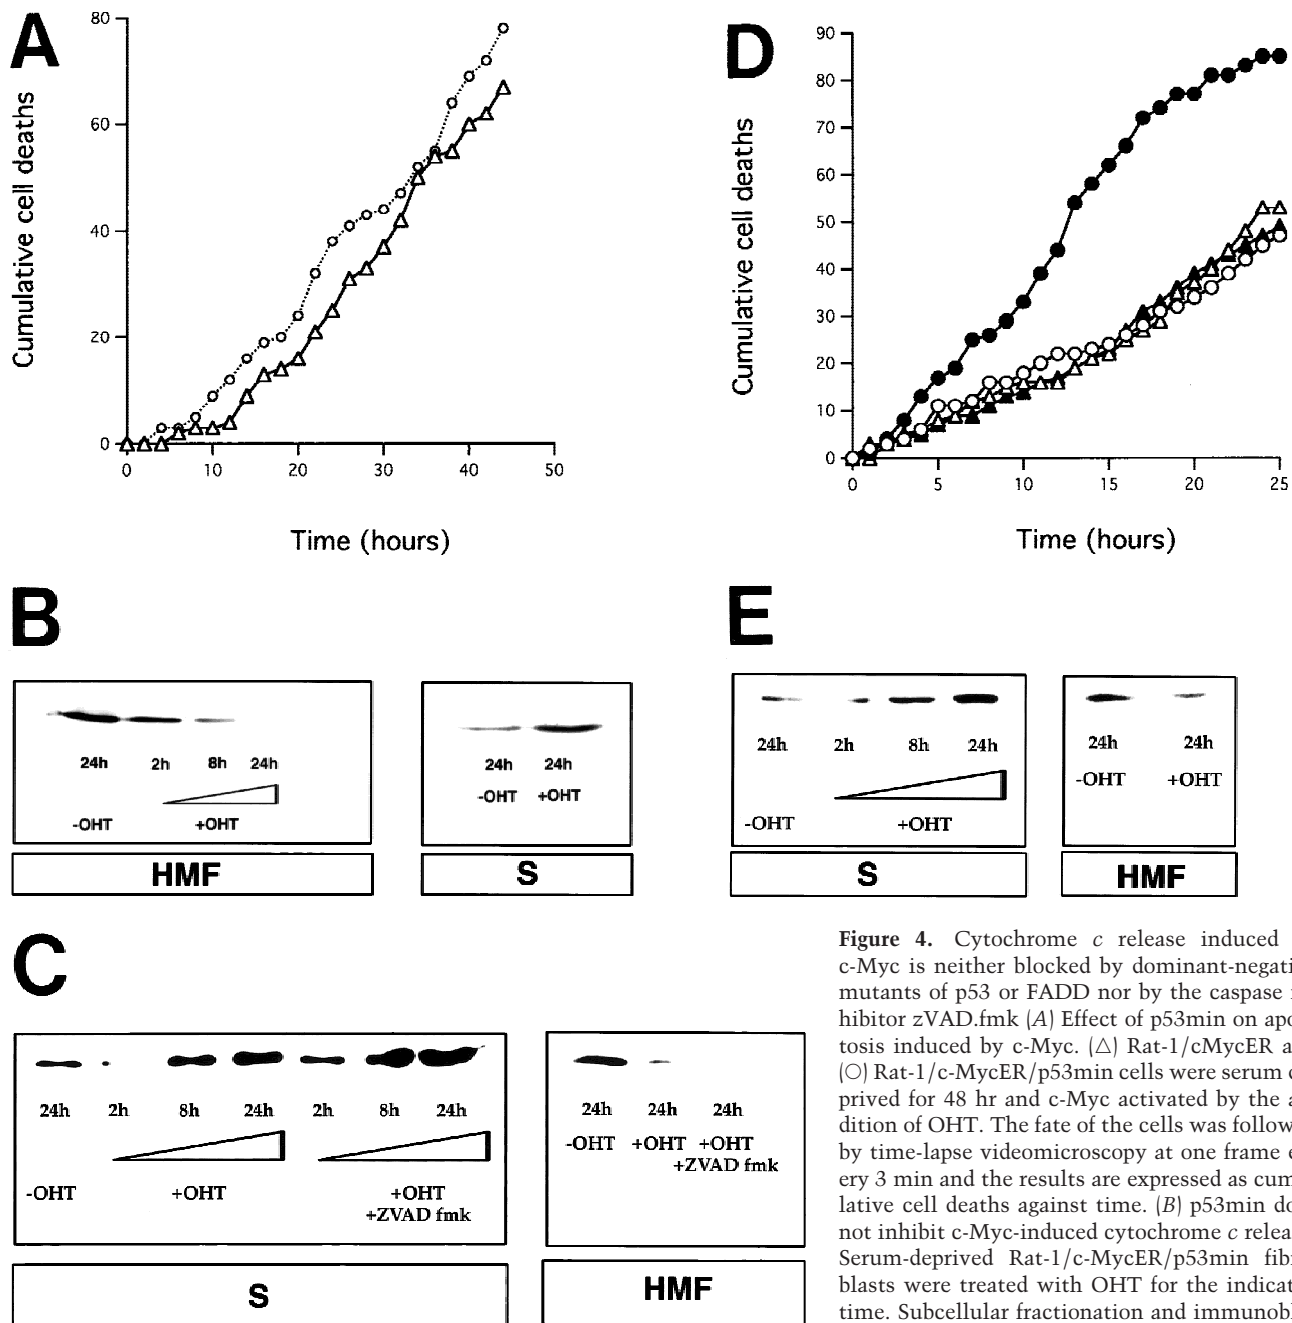 A
80
60
40
20
0
0 10 20 30 40 50
Cumulative cell deaths
Time (hours)
D
90
80
70
60
50
40
30
20
10
0
0 5 10 15 20 25
Cumulative cell deaths
Time (hours)
B
24h 2h 8h 24h
-OHT +OHT
HMF
24h 24h
-OHT +OHT
S
E
24h 2h 8h 24h
-OHT +OHT
S
24h 24h
-OHT +OHT
HMF
C
24h 2h 8h 24h 2h 8h 24h
-OHT +OHT +OHT
+ZVAD fmk
S
24h 24h 24h
-OHT +OHT +OHT
+ZVAD fmk
HMF
Figure 4. Cytochrome c release induced
c-Myc is neither blocked by dominant-negati
mutants of p53 or FADD nor by the caspase
hibitor zVAD.fmk (A) Effect of p53min on apo
tosis induced by c-Myc. (△) Rat-1/cMycER a
(○) Rat-1/c-MycER/p53min cells were serum
prived for 48 hr and c-Myc activated by the a
dition of OHT. The fate of the cells was follow
by time-lapse videomicroscopy at one frame e
ery 3 min and the results are expressed as cum
lative cell deaths against time. (B) p53min do
not inhibit c-Myc-induced cytochrome c relea
Serum-deprived Rat-1/c-MycER/p53min fib
blasts were treated with OHT for the indicat
time. Subcellular fractionation and immunobl